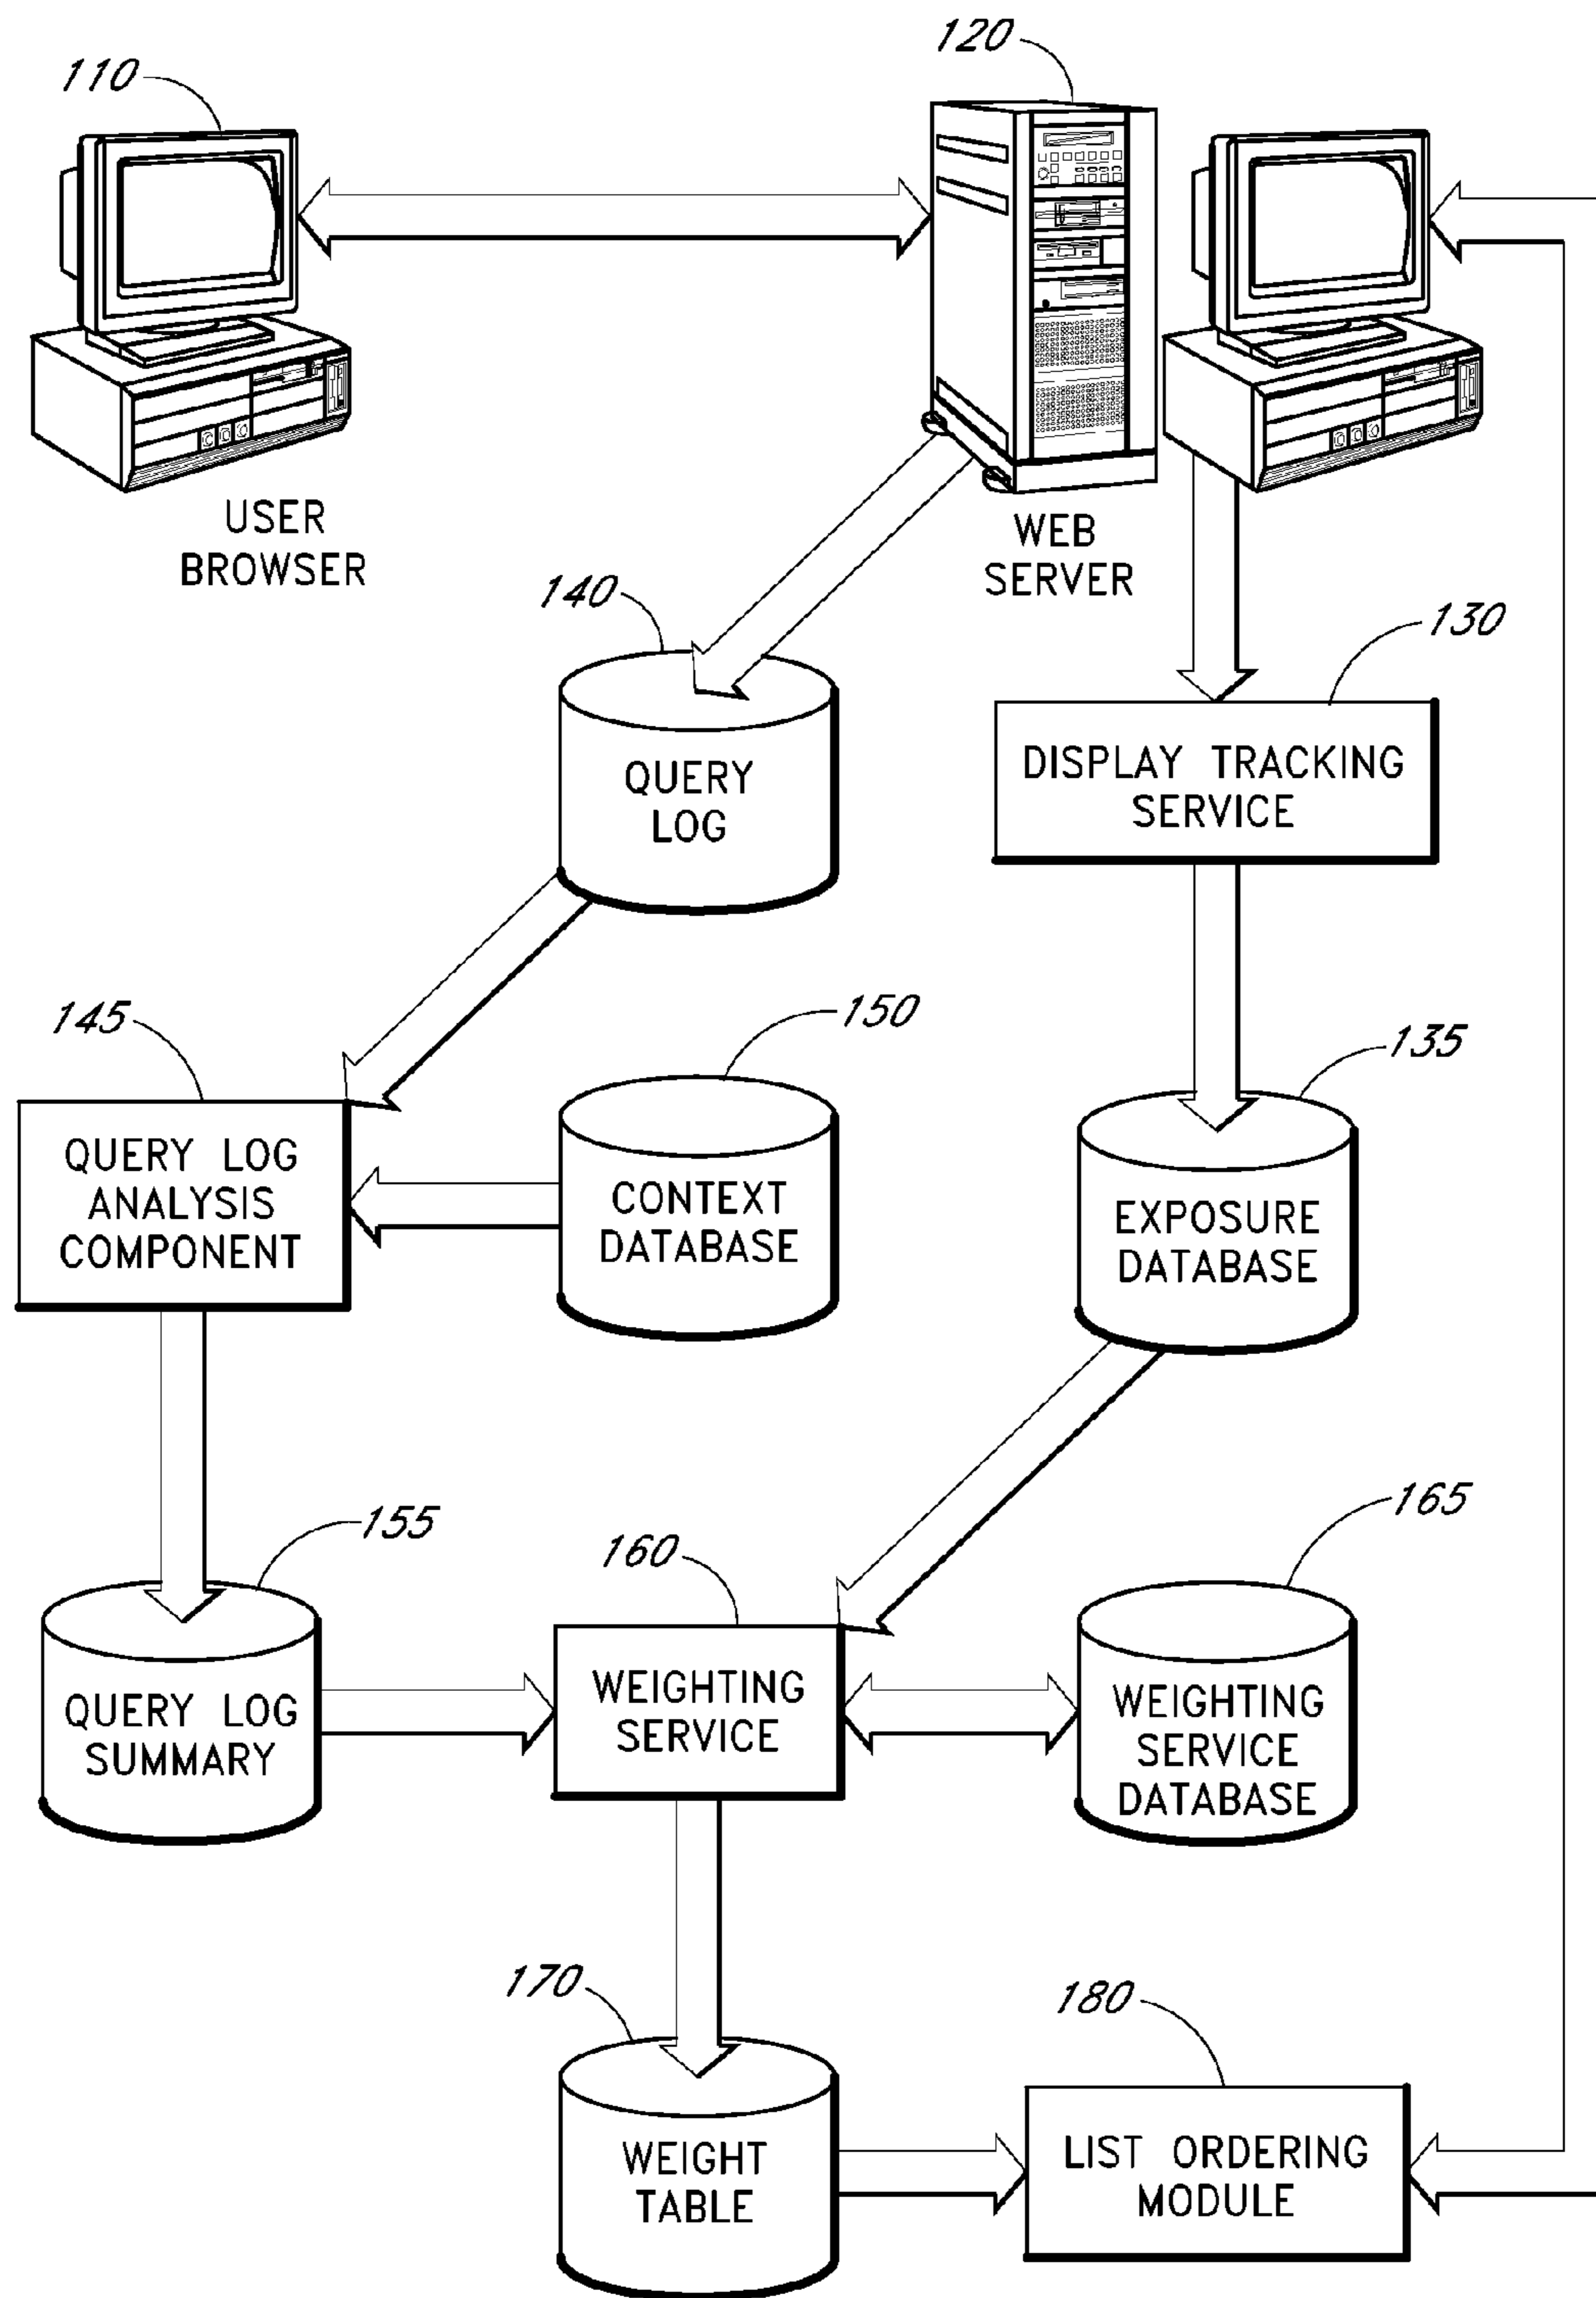 120
110
USER
BROWSER
WEB
SERVER
140
130
QUERY
LOG
DISPLAY TRACKING
SERVICE
145
150
135
QUERY LOG
ANALYSIS
COMPONENT
CONTEXT
DATABASE
EXPOSURE
DATABASE
155
160
165
QUERY LOG
SUMMARY
WEIGHTING
SERVICE
WEIGHTING
SERVICE
DATABASE
170
180
WEIGHT
TABLE
LIST ORDERING
MODULE